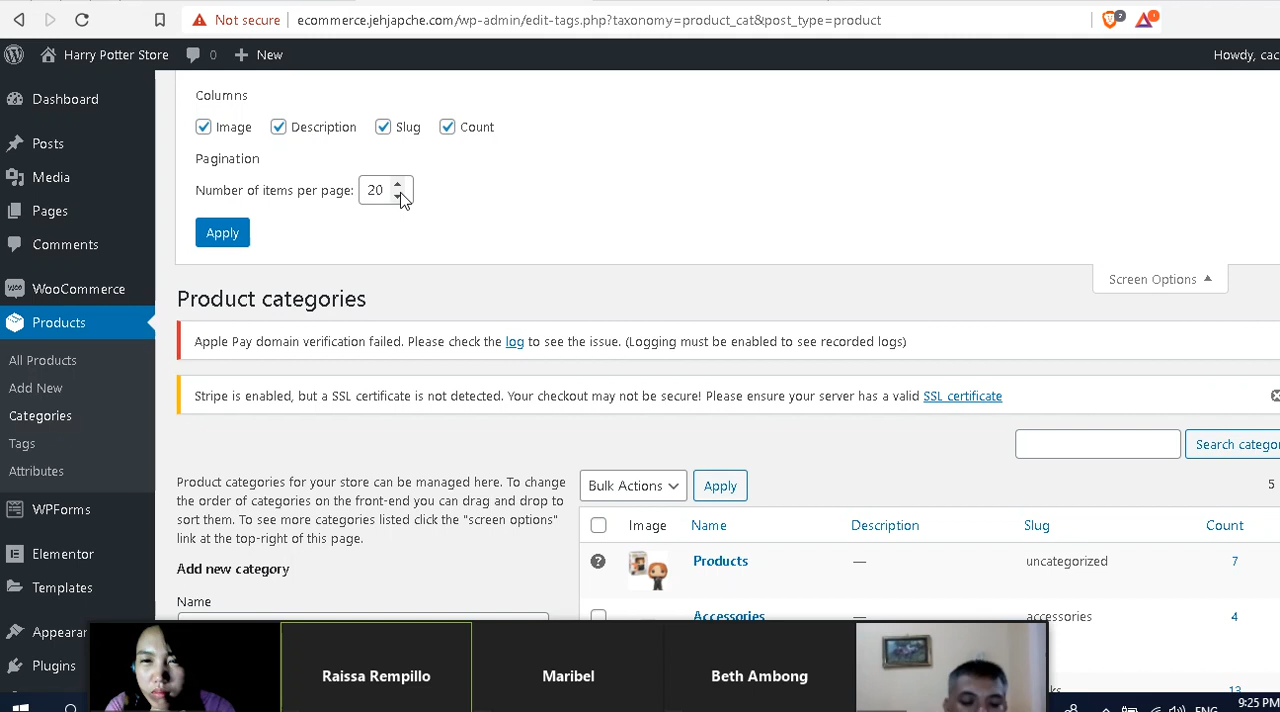 Not secure ecommerce.jehjapche.com/wp-admin/edit-tags.php?taxonomy=product_cat&post_type=product
Harry Potter Store 0 New Howdy, cac
Dashboard
Posts
Media
Pages
Comments
WooCommerce
Products
All Products
Add New
Categories
Tags
Attributes
WPForms
Elementor
Templates
Appearan
Plugins
Columns
Image Description Slug Count
Pagination
Number of items per page: 20
Apply
Screen Options
Product categories
Apple Pay domain verification failed. Please check the log to see the issue. (Logging must be enabled to see recorded logs)
Stripe is enabled, but a SSL certificate is not detected. Your checkout may not be secure! Please ensure your server has a valid SSL certificate
Search catego
Product categories for your store can be managed here. To change
the order of categories on the front-end you can drag and drop to
sort them. To see more categories listed click the "screen options"
link at the top-right of this page.
Add new category
Name
Bulk Actions Apply 5
Image Name Description Slug Count
Products — uncategorized 7
Accessories — accessories 4
13
Raissa Rempillo
Maribel
Beth Ambong
ENG 9:25 PM